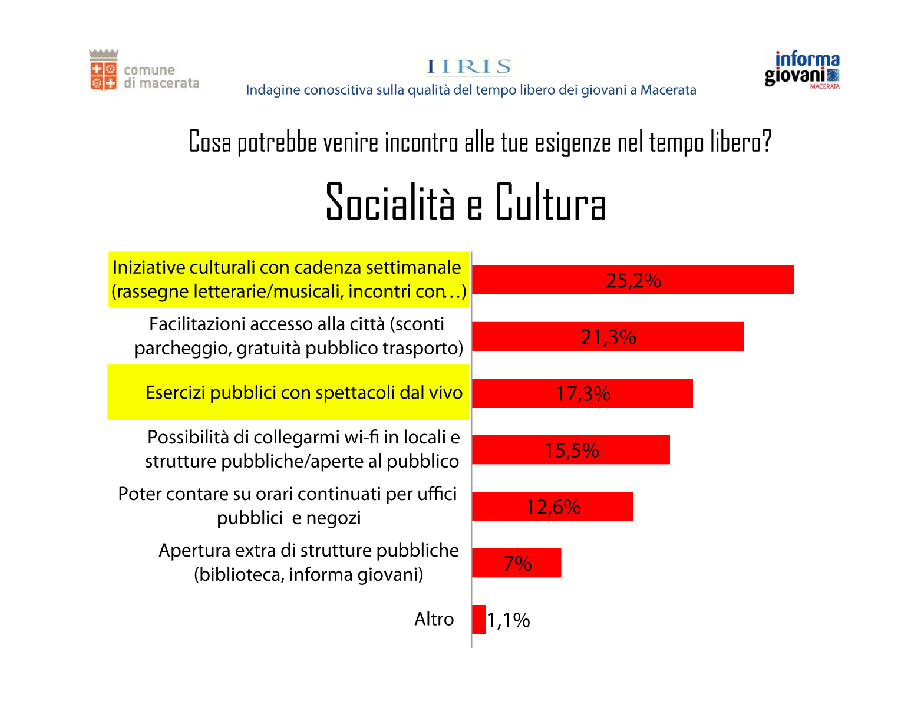 comune
di macerata
IIRIS
Indagine conoscitiva sulla qualità del tempo libero dei giovani a Macerata
informa
giovani
MACERATA
Cosa potrebbe venire incontro alle tue esigenze nel tempo libero?
Socialità e Cultura
Iniziative culturali con cadenza settimanale
(rassegne letterarie/musicali, incontri con…)
25,2%
Facilitazioni accesso alla città (sconti
parcheggio, gratuità pubblico trasporto)
21,3%
Esercizi pubblici con spettacoli dal vivo
17,3%
Possibilità di collegarmi wi-fi in locali e
strutture pubbliche/aperte al pubblico
15,5%
Poter contare su orari continuati per uffici
pubblici e negozi
12,6%
Apertura extra di strutture pubbliche
(biblioteca, informa giovani)
7%
Altro
1,1%